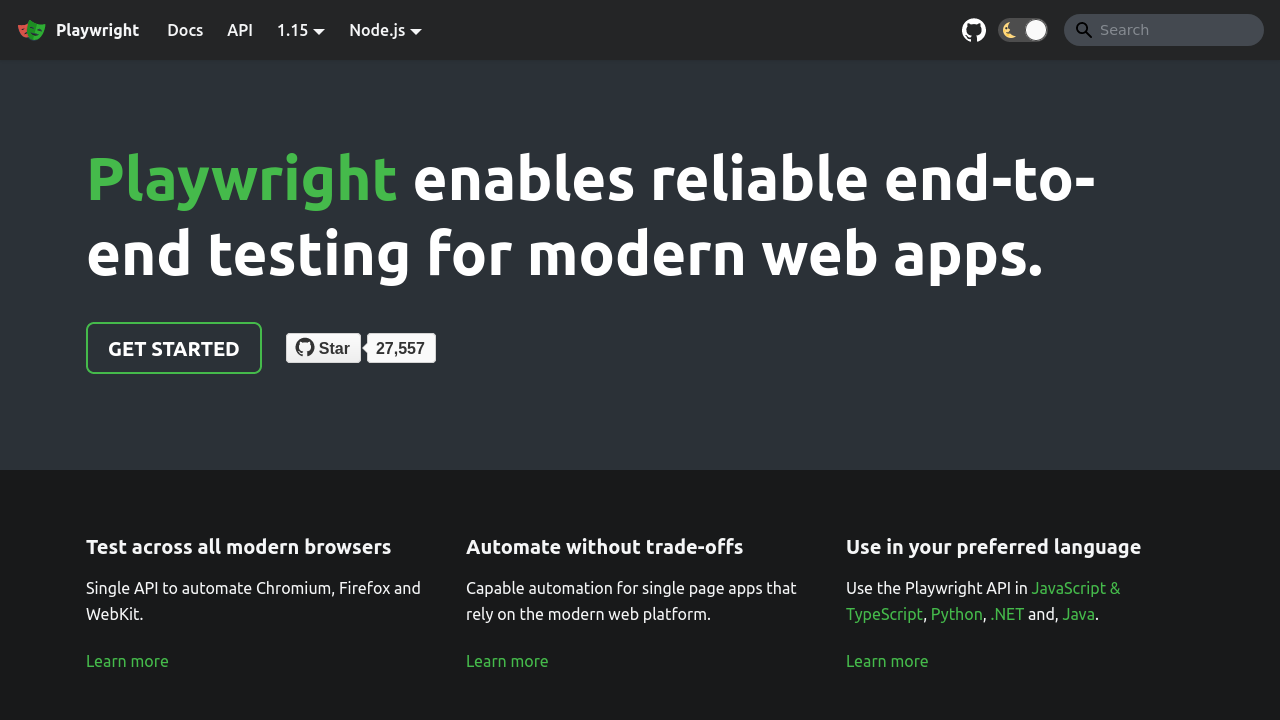 Playwright Docs API 1.15 Node.js Search
Playwright enables reliable end-to-
end testing for modern web apps.
GET STARTED Star 27,557
Test across all modern browsers
Single API to automate Chromium, Firefox and
WebKit.
Learn more
Automate without trade-offs
Capable automation for single page apps that
rely on the modern web platform.
Learn more
Use in your preferred language
Use the Playwright API in JavaScript &
TypeScript, Python, .NET and, Java.
Learn more